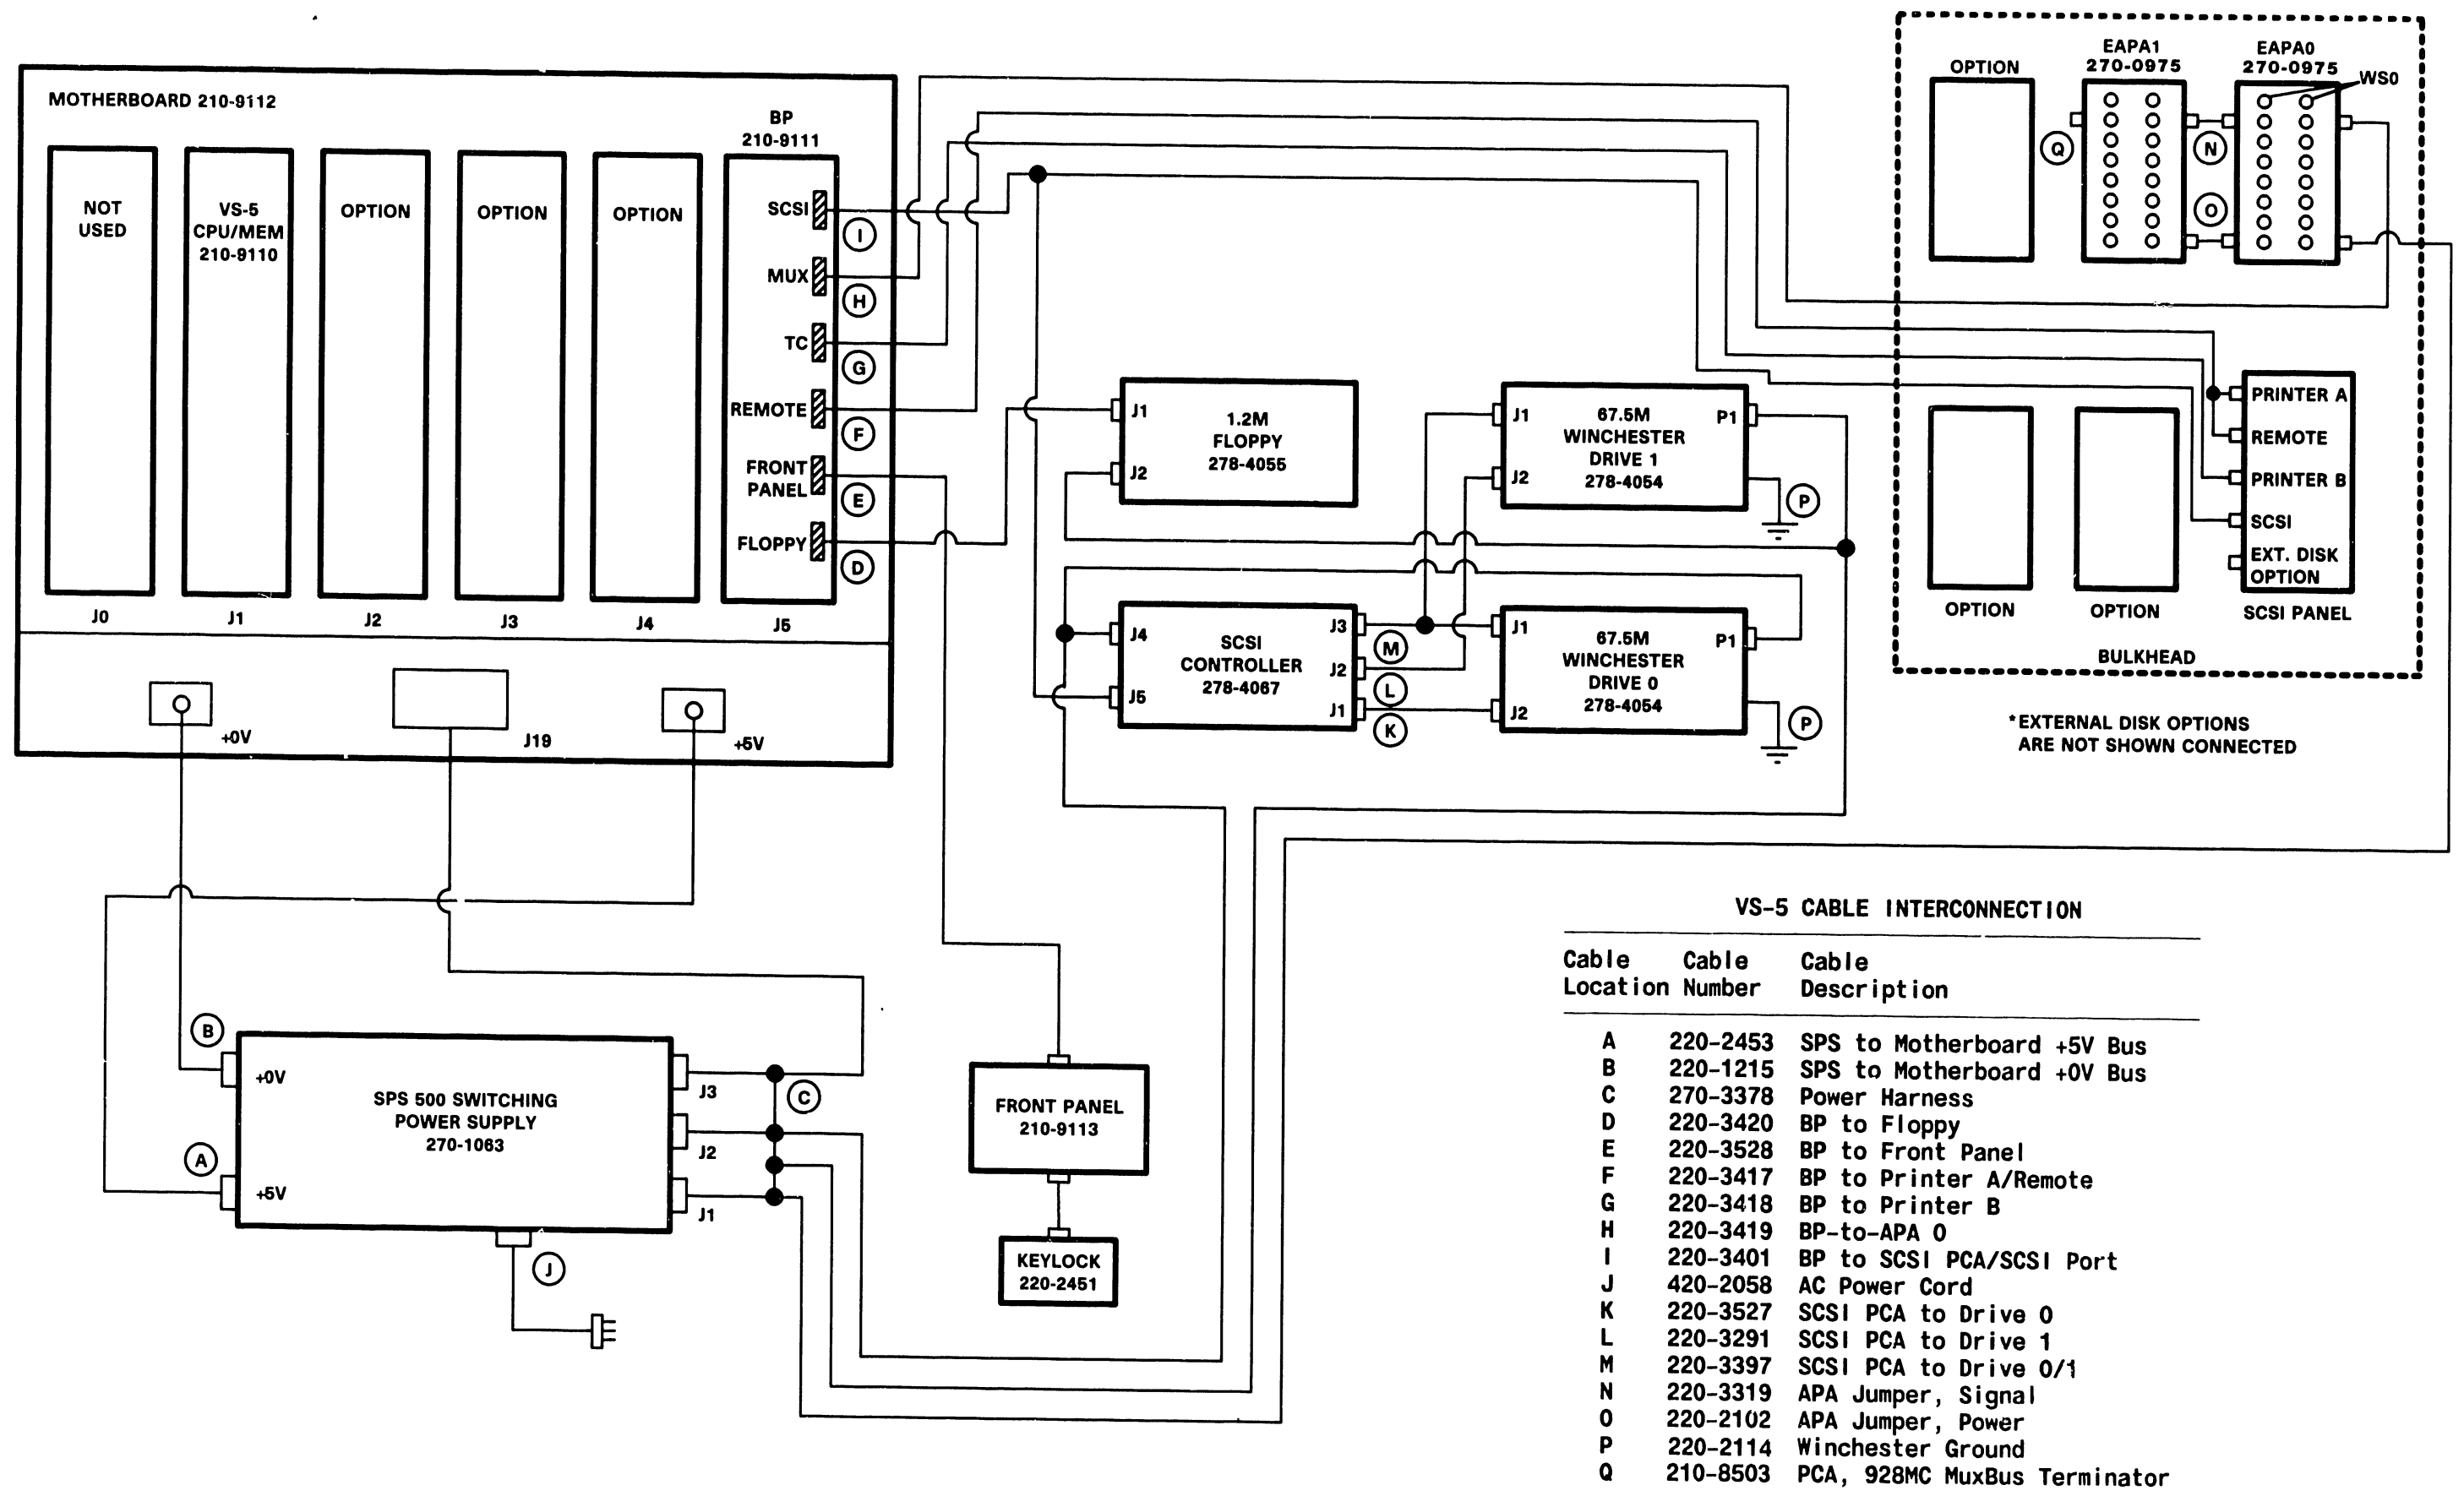 MOTHERBOARD 210-9112
NOT
USED
J0
VS-5
CPU/MEM
210-9110
J1
OPTION
J2
OPTION
J3
OPTION
J4
BP
210-9111
SCSI
I
MUX
H
TC
G
REMOTE
F
FRONT
PANEL
E
FLOPPY
D
J5
+0V
J19
+5V
J1
J2
1.2M
FLOPPY
278-4055
J1
J2
67.5M
WINCHESTER
DRIVE 1
278-4054
P1
P
J4
J5
SCSI
CONTROLLER
278-4067
J3
J2
J1
M
L
K
J1
J2
67.5M
WINCHESTER
DRIVE 0
278-4054
P1
P
OPTION
EAPA1
270-0975
EAPA0
270-0975
WS0
Q
N
O
OPTION
OPTION
PRINTER A
REMOTE
PRINTER B
SCSI
EXT. DISK
OPTION
SCSI PANEL
BULKHEAD
*EXTERNAL DISK OPTIONS
ARE NOT SHOWN CONNECTED
B
+0V
A
+5V
SPS 500 SWITCHING
POWER SUPPLY
270-1063
J3
J2
J1
C
J
FRONT PANEL
210-9113
KEYLOCK
220-2451
VS-5 CABLE INTERCONNECTION
Cable Cable Cable
Location Number Description
A 220-2453 SPS to Motherboard +5V Bus
B 220-1215 SPS to Motherboard +0V Bus
C 270-3378 Power Harness
D 220-3420 BP to Floppy
E 220-3528 BP to Front Panel
F 220-3417 BP to Printer A/Remote
G 220-3418 BP to Printer B
H 220-3419 BP-to-APA 0
I 220-3401 BP to SCSI PCA/SCSI Port
J 420-2058 AC Power Cord
K 220-3527 SCSI PCA to Drive 0
L 220-3291 SCSI PCA to Drive 1
M 220-3397 SCSI PCA to Drive 0/1
N 220-3319 APA Jumper, Signal
O 220-2102 APA Jumper, Power
P 220-2114 Winchester Ground
Q 210-8503 PCA, 928MC MuxBus Terminator